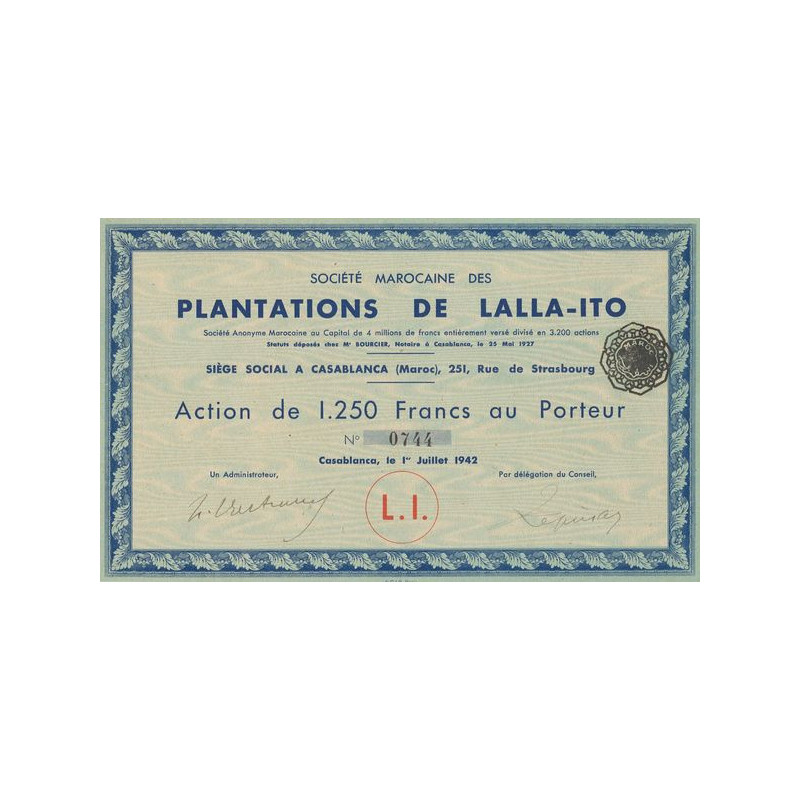 SOCIÉTÉ MAROCAINE DES
PLANTATIONS DE LALLA-ITO
Société Anonyme Marocaine au Capital de 4 millions de francs entièrement versé divisé en 3.200 actions
Statuts déposés chez Me BOURCIER, Notaire à Casablanca, le 25 Mai 1927
SIÈGE SOCIAL A CASABLANCA (Maroc), 251, Rue de Strasbourg
MAROC
Action de 1.250 Francs au Porteur
No 0744
Casablanca, le 1er Juillet 1942
Un Administrateur,
Par délégation du Conseil,
L.I.